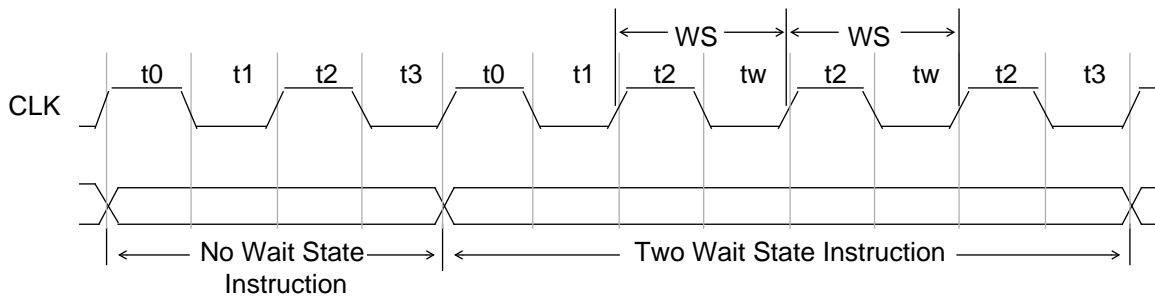 WS WS
t0 t1 t2 t3 t0 t1 t2 tw t2 tw t2 t3
CLK
No Wait State Two Wait State Instruction
Instruction